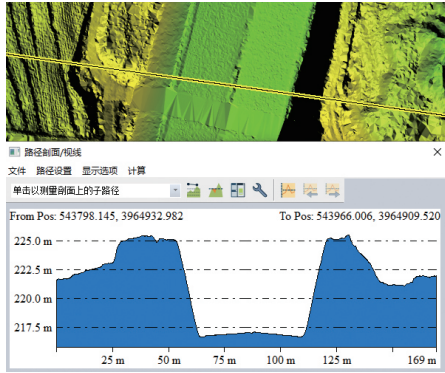 路径剖面/视线
文件 路径设置 显示选项 计算
单击以测量剖面上的子路径
From Pos: 543798.145, 3964932.982 To Pos: 543966.006, 3964909.520
225.0 m
222.5 m
220.0 m
217.5 m
25 m 50 m 75 m 100 m 125 m 169 m